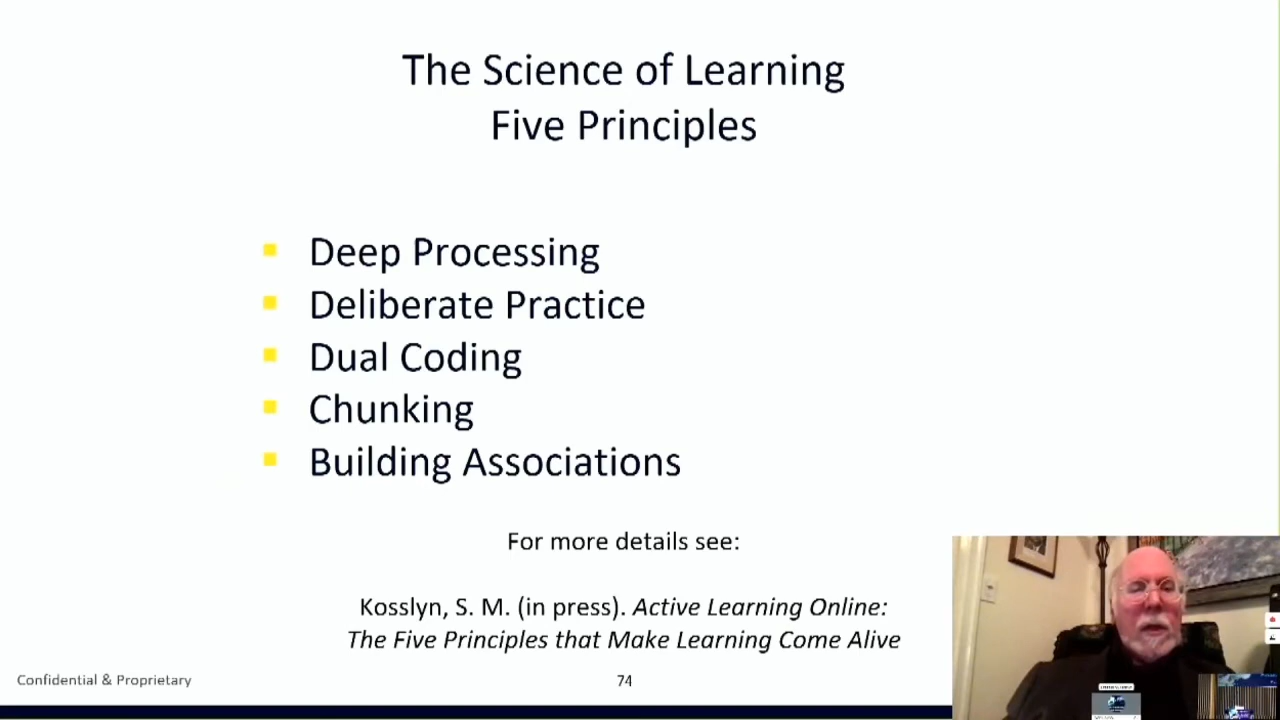 The Science of Learning
Five Principles
Deep Processing
Deliberate Practice
Dual Coding
Chunking
Building Associations
For more details see:
Kosslyn, S. M. (in press). Active Learning Online:
The Five Principles that Make Learning Come Alive
Confidential & Proprietary
74